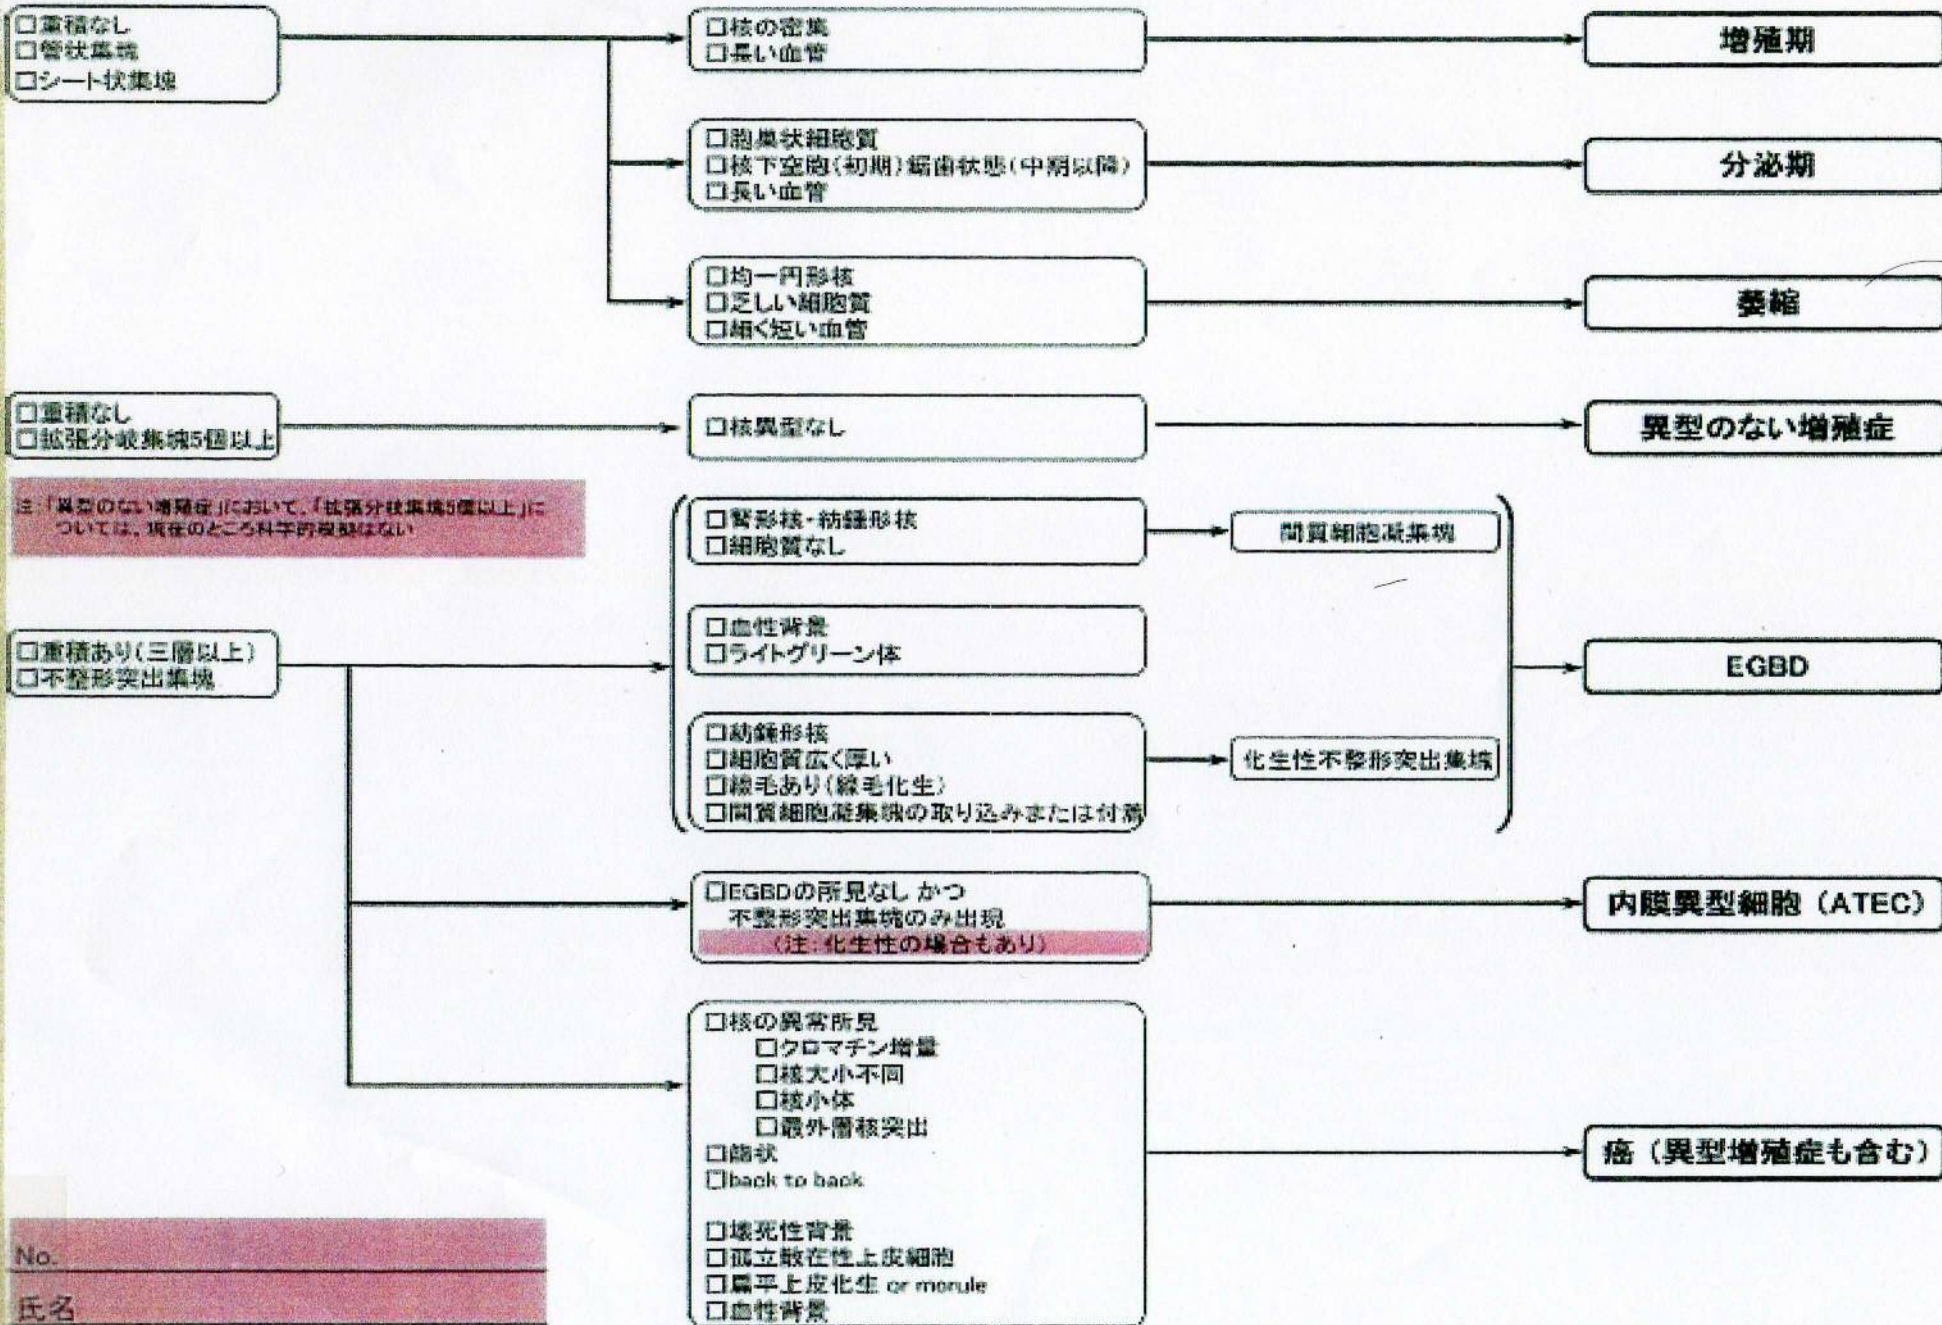 □重積なし
□管状集塊
□シート状集塊
□核の密集
□長い血管
増殖期
□胞巣状細胞質
□核下空胞(初期)鋸歯状態(中期以降)
□長い血管
分泌期
□均一円形核
□乏しい細胞質
□細く短い血管
萎縮
□重積なし
□拡張分岐集塊5個以上
□核異型なし
異型のない増殖症
注:「異型のない増殖症」において、「拡張分岐集塊5個以上」に
ついては、現在のところ科学的根拠はない
□重積あり(三層以上)
□不整形突出集塊
□腎形核・紡錘形核
□細胞質なし
間質細胞凝集塊
□血性背景
□ライトグリーン体
□紡錘形核
□細胞質広く厚い
□線毛あり(線毛化生)
□間質細胞凝集塊の取り込みまたは付着
化生性不整形突出集塊
EGBD
□EGBDの所見なし かつ
不整形突出集塊のみ出現
(注:化生性の場合もあり)
内膜異型細胞(ATEC)
□核の異常所見
□クロマチン増量
□核大小不同
□核小体
□最外層核突出
□篩状
□back to back
□壊死性背景
□孤立散在性上皮細胞
□扁平上皮化生 or morule
□血性背景
癌(異型増殖症も含む)
No.
氏名